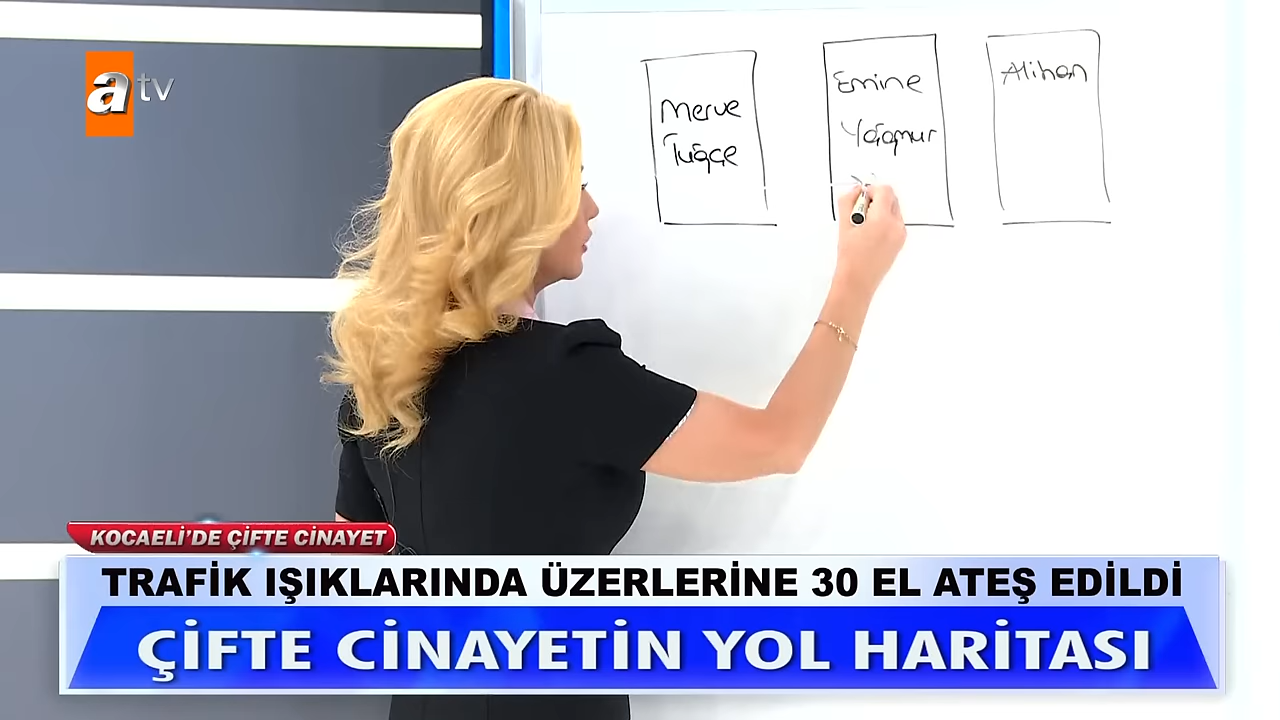 atv
Merve
Tuğçe
Emine
Yağmur
Alihan
KOCAELİ'DE ÇİFTE CİNAYET
TRAFİK IŞIKLARINDA ÜZERLERİNE 30 EL ATEŞ EDİLDİ
ÇİFTE CİNAYETİN YOL HARİTASI